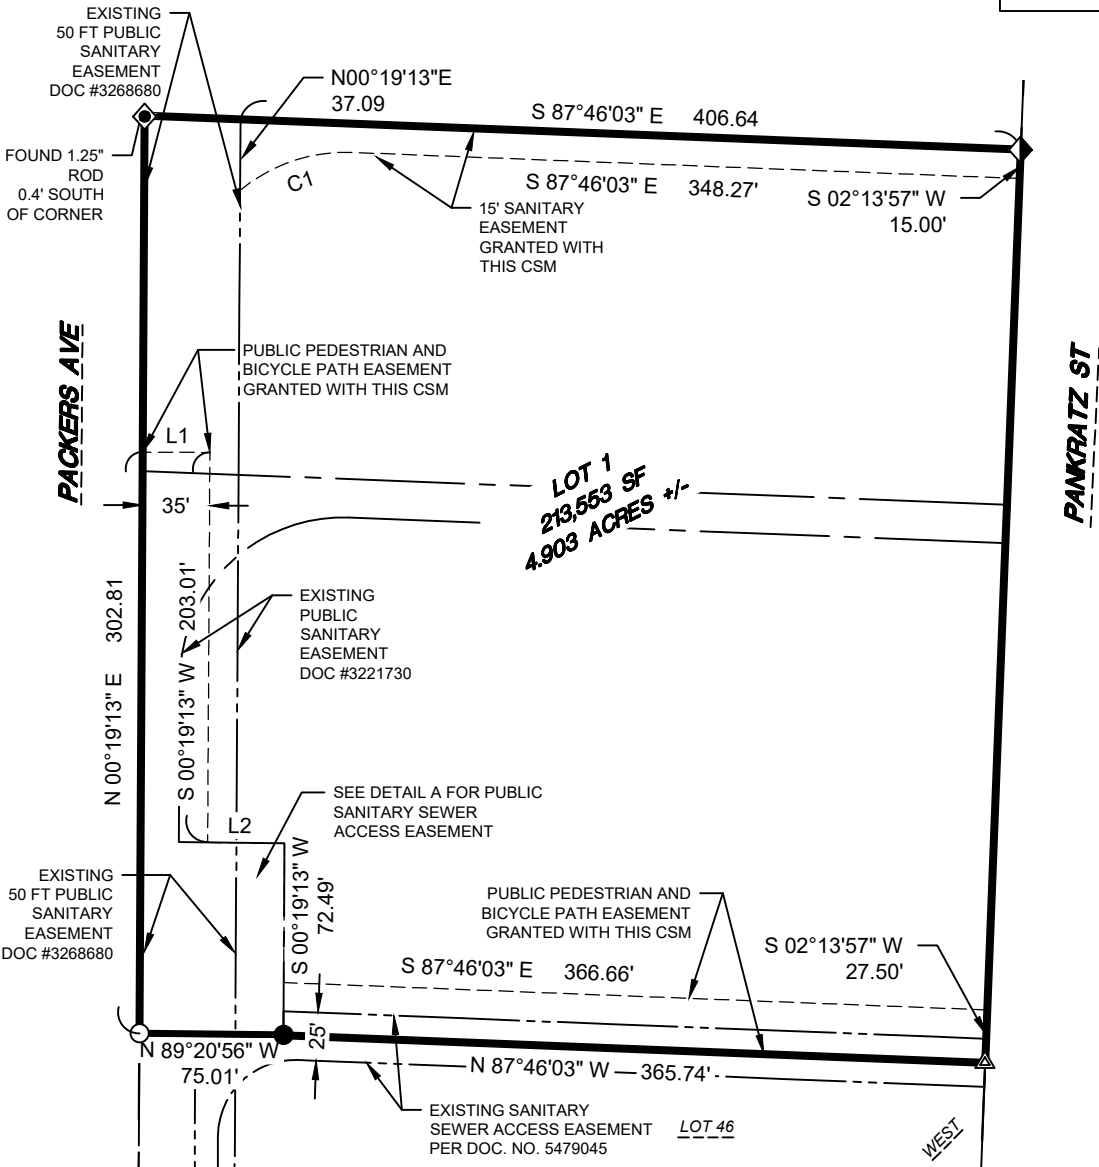 EXISTING
50 FT PUBLIC
SANITARY
EASEMENT
DOC #3268680
N00°19'13"E
37.09
S 87°46'03" E 406.64
FOUND 1.25"
ROD
0.4' SOUTH
OF CORNER
C1
S 87°46'03" E 348.27'
S 02°13'57" W
15.00'
15' SANITARY
EASEMENT
GRANTED WITH
THIS CSM
PACKERS AVE
PUBLIC PEDESTRIAN AND
BICYCLE PATH EASEMENT
GRANTED WITH THIS CSM
PANKRATZ ST
L1
35'
LOT 1
213,553 SF
4.903 ACRES +/-
N 00°19'13" E 302.81
S 00°19'13" W 203.01'
EXISTING
PUBLIC
SANITARY
EASEMENT
DOC #3221730
SEE DETAIL A FOR PUBLIC
SANITARY SEWER
ACCESS EASEMENT
L2
S 00°19'13" W
72.49'
EXISTING
50 FT PUBLIC
SANITARY
EASEMENT
DOC #3268680
PUBLIC PEDESTRIAN AND
BICYCLE PATH EASEMENT
GRANTED WITH THIS CSM
S 02°13'57" W
27.50'
S 87°46'03" E 366.66'
25'
N 89°20'56" W
75.01'
N 87°46'03" W 365.74'
EXISTING SANITARY
SEWER ACCESS EASEMENT
PER DOC. NO. 5479045
LOT 46
WEST